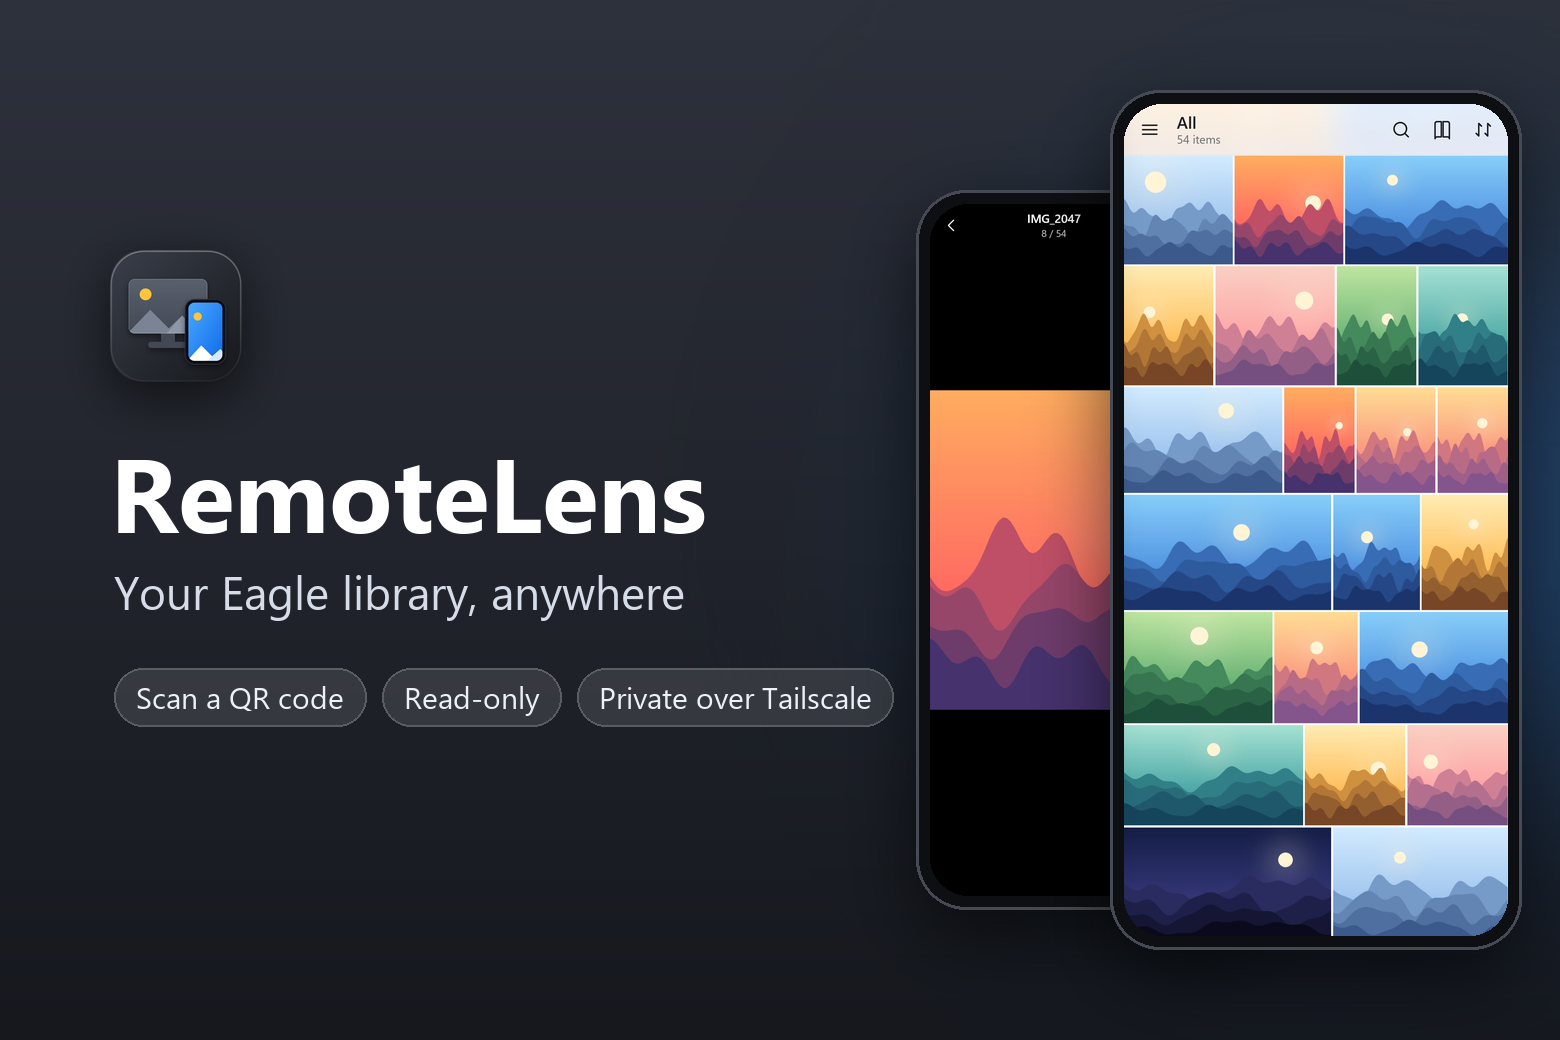 RemoteLens
Your Eagle library, anywhere
Scan a QR code
Read-only
Private over Tailscale
IMG_2047
8 / 54
All
54 items